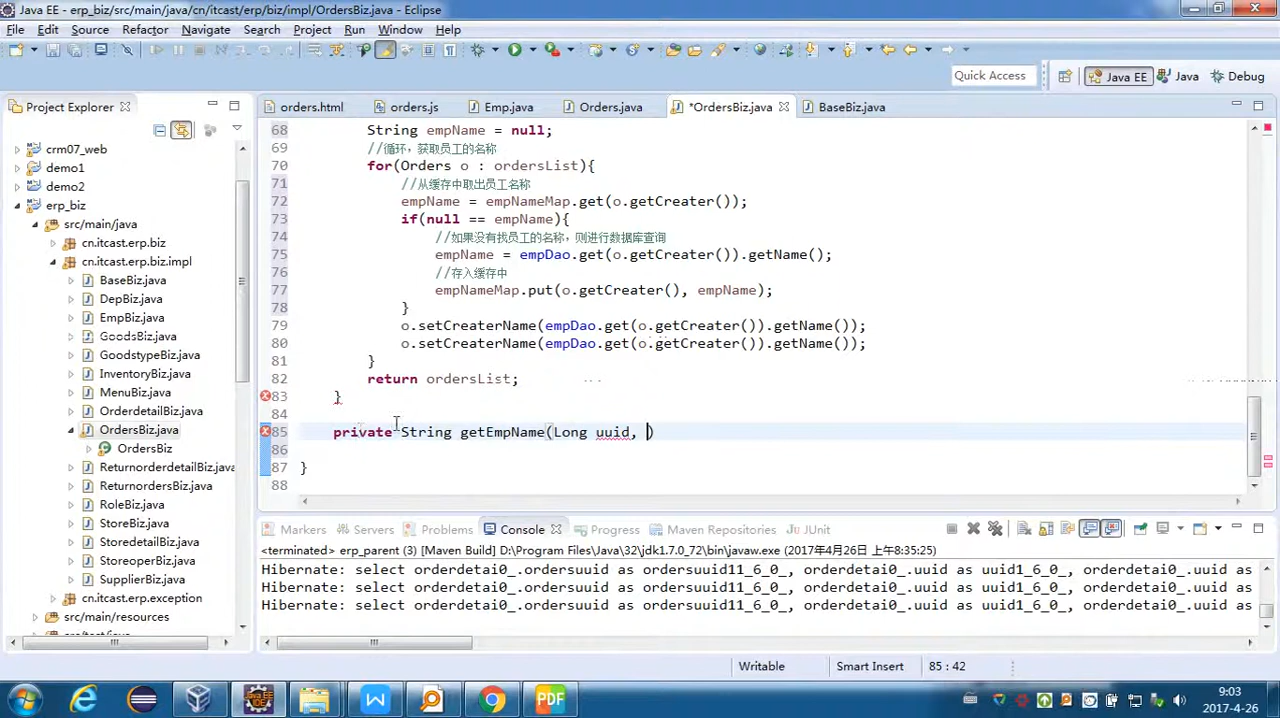 Java EE - erp_biz/src/main/java/cn/itcast/erp/biz/impl/OrdersBiz.java - Eclipse
File Edit Source Refactor Navigate Search Project Run Window Help
Quick Access Java EE Java Debug
Project Explorer
orders.html orders.js Emp.java Orders.java *OrdersBiz.java BaseBiz.java
crm07_web
demo1
demo2
erp_biz
src/main/java
cn.itcast.erp.biz
cn.itcast.erp.biz.impl
BaseBiz.java
DepBiz.java
EmpBiz.java
GoodsBiz.java
GoodstypeBiz.java
InventoryBiz.java
MenuBiz.java
OrderdetailBiz.java
OrdersBiz.java
OrdersBiz
ReturnorderdetailBiz.java
ReturnordersBiz.java
RoleBiz.java
StoreBiz.java
StoredetailBiz.java
StoreoperBiz.java
SupplierBiz.java
cn.itcast.erp.exception
src/main/resources
68 String empName = null;
69 //循环，获取员工的名称
70 for(Orders o : ordersList){
71 //从缓存中取出员工名称
72 empName = empNameMap.get(o.getCreater());
73 if(null == empName){
74 //如果没有找员工的名称，则进行数据库查询
75 empName = empDao.get(o.getCreater()).getName();
76 //存入缓存中
77 empNameMap.put(o.getCreater(), empName);
78 }
79 o.setCreaterName(empDao.get(o.getCreater()).getName());
80 o.setCreaterName(empDao.get(o.getCreater()).getName());
81 }
82 return ordersList;
83 }
84
85 private String getEmpName(Long uuid, )
86
87 }
88
Markers Servers Problems Console Progress Maven Repositories JUnit
<terminated> erp_parent (3) [Maven Build] D:\Program Files\Java\32\jdk1.7.0_72\bin\javaw.exe (2017年4月26日 上午8:35:25)
Hibernate: select orderdetai0_.ordersuuid as ordersuuid11_6_0_, orderdetai0_.uuid as uuid1_6_0_, orderdetai0_.uuid as
Hibernate: select orderdetai0_.ordersuuid as ordersuuid11_6_0_, orderdetai0_.uuid as uuid1_6_0_, orderdetai0_.uuid as
Hibernate: select orderdetai0_.ordersuuid as ordersuuid11_6_0_, orderdetai0_.uuid as uuid1_6_0_, orderdetai0_.uuid as
Writable Smart Insert 85 : 42
PDF
9:03
2017-4-26